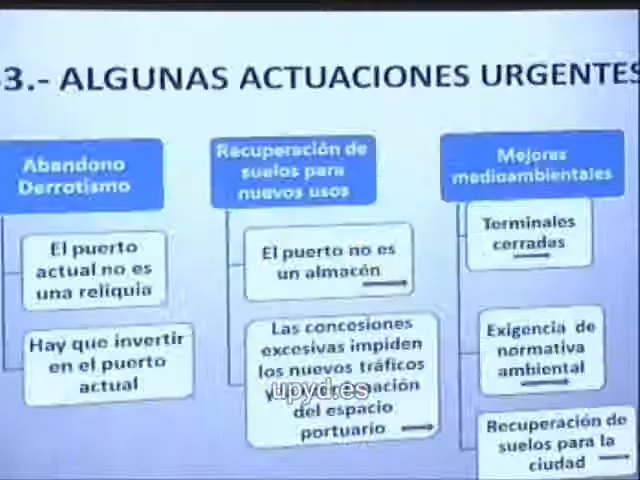 3.- ALGUNAS ACTUACIONES URGENTES
Abandono
Derrotismo
El puerto
actual no es
una reliquia
Hay que invertir
en el puerto
actual
Recuperación de
suelos para
nuevos usos
El puerto no es
un almacén
Las concesiones
excesivas impiden
los nuevos tráficos
y
del espacio
portuario
upyd.es
Mejoras
medioambientales
Terminales
cerradas
Exigencia de
normativa
ambiental
Recuperación de
suelos para la
ciudad